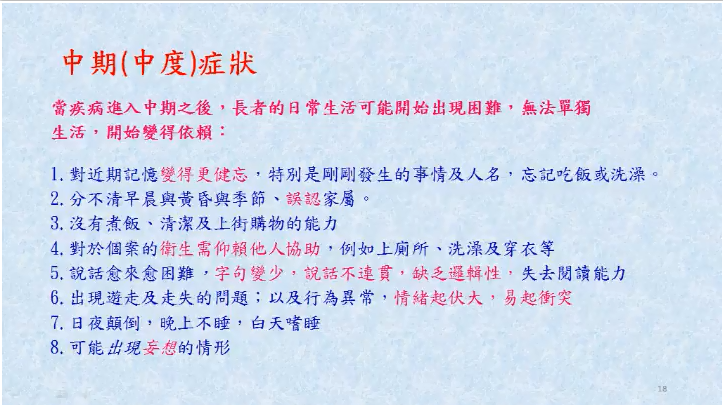 中期(中度)症狀
當疾病進入中期之後，長者的日常生活可能開始出現困難，無法單獨
生活，開始變得依賴：
1. 對近期記憶變得更健忘，特別是剛剛發生的事情及人名，忘記吃飯或洗澡。
2. 分不清早晨與黃昏與季節、誤認家屬。
3. 沒有煮飯、清潔及上街購物的能力
4. 對於個案的衛生需仰賴他人協助，例如上廁所、洗澡及穿衣等
5. 說話愈來愈困難，字句變少，說話不連貫，缺乏邏輯性，失去閱讀能力
6. 出現遊走及走失的問題；以及行為異常，情緒起伏大，易起衝突
7. 日夜顛倒，晚上不睡，白天嗜睡
8. 可能出現妄想的情形
18